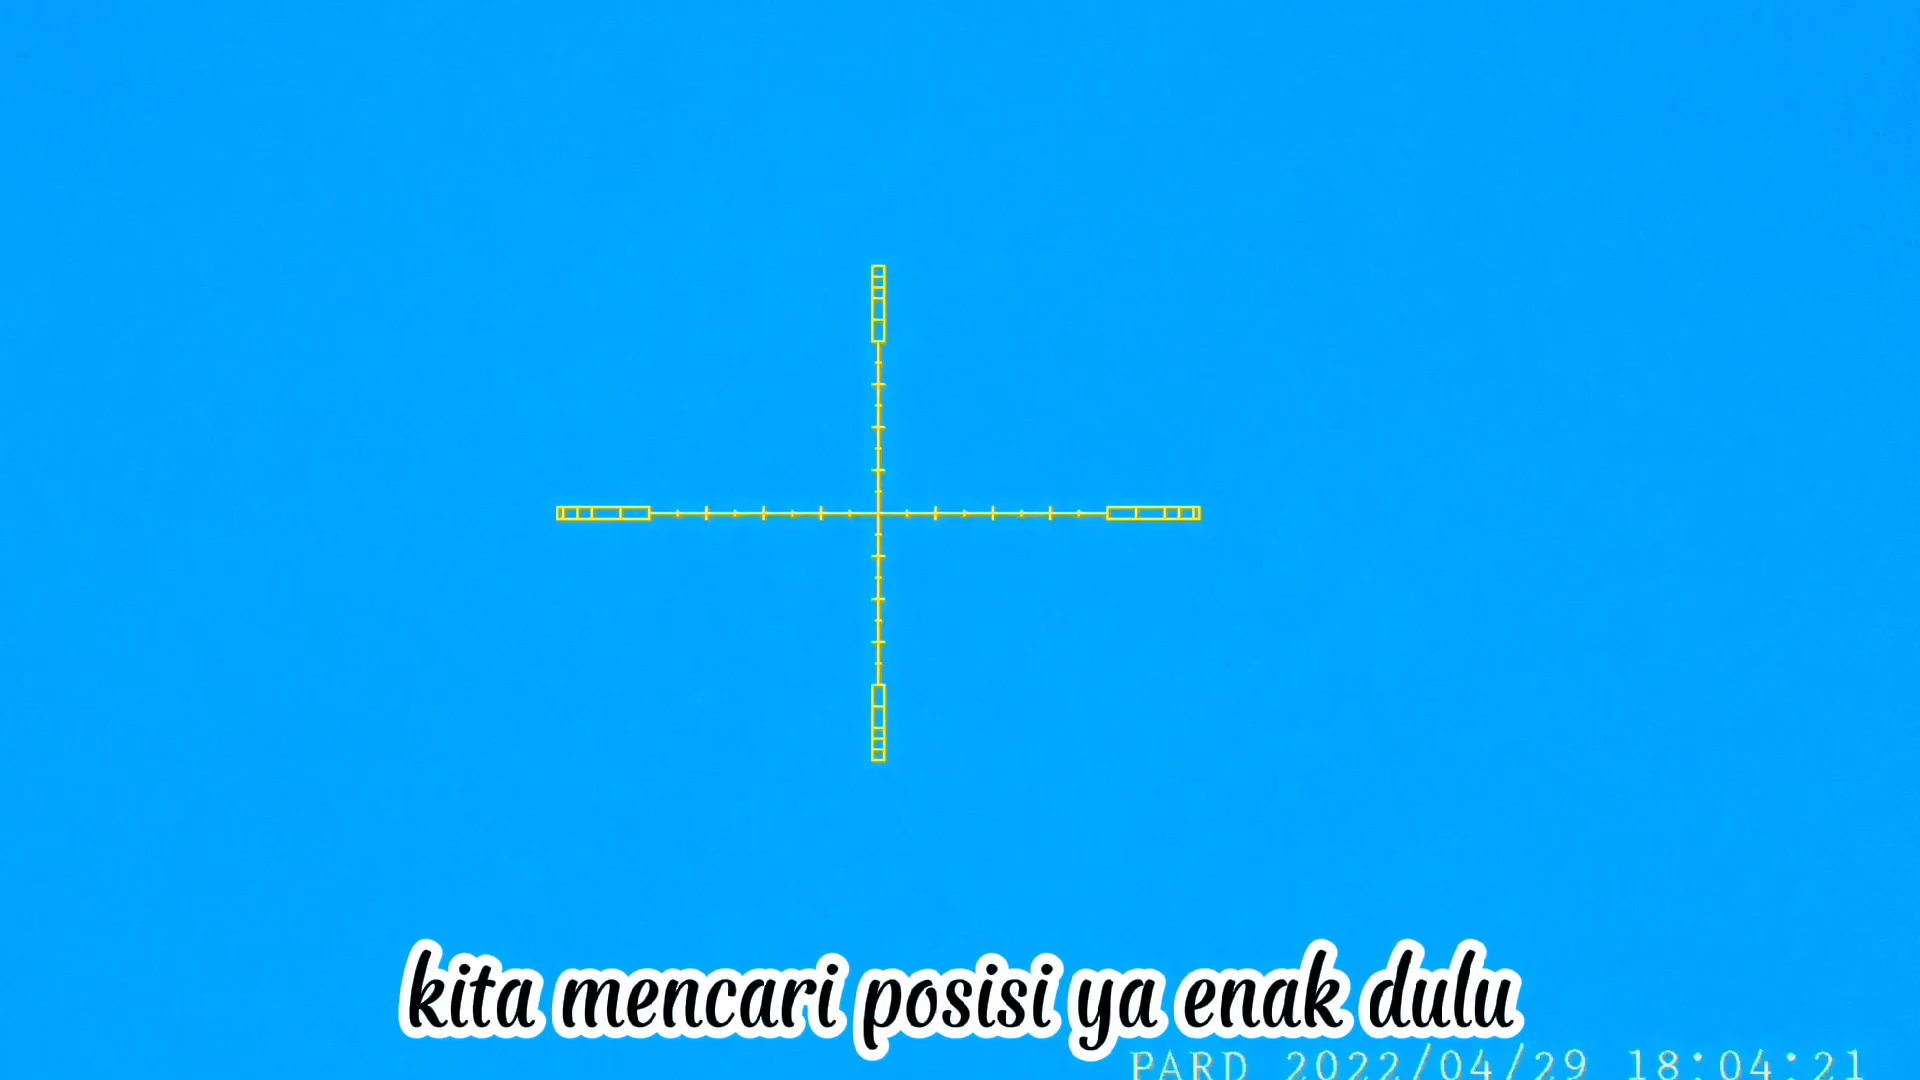 kita mencari posisi ya enak dulu
PARD 2022/04/29 18:04:21